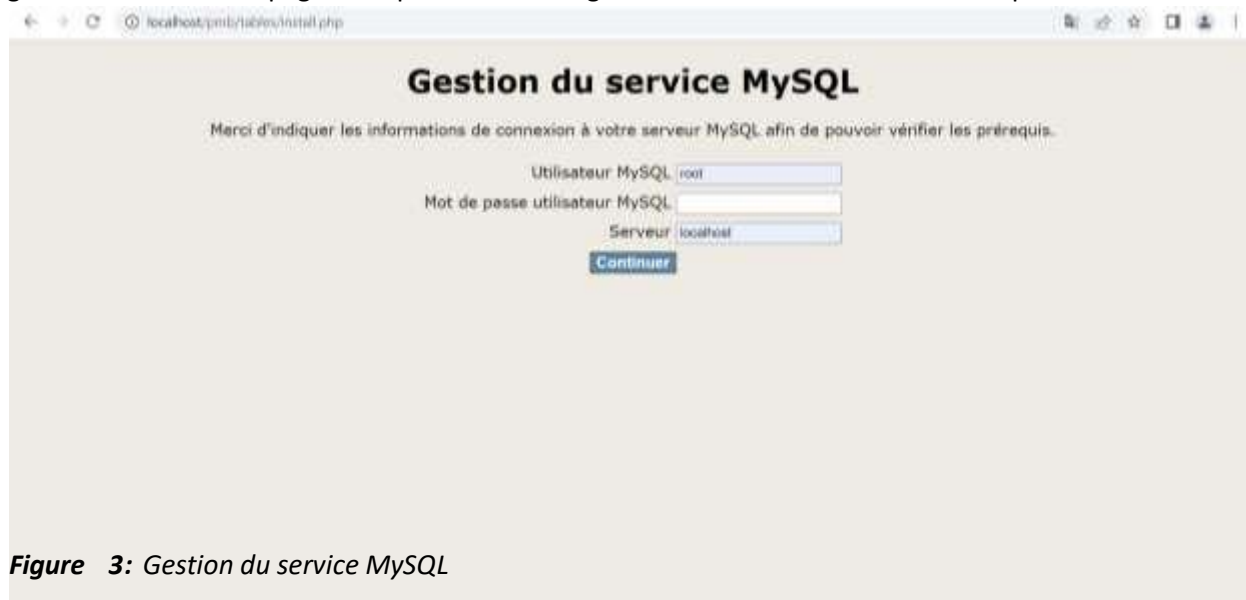 localhost/pmb/tables/install.php
Gestion du service MySQL
Merci d'indiquer les informations de connexion à votre serveur MySQL afin de pouvoir vérifier les prérequis.
Utilisateur MySQL root
Mot de passe utilisateur MySQL
Serveur localhost
Continuer
Figure 3: Gestion du service MySQL